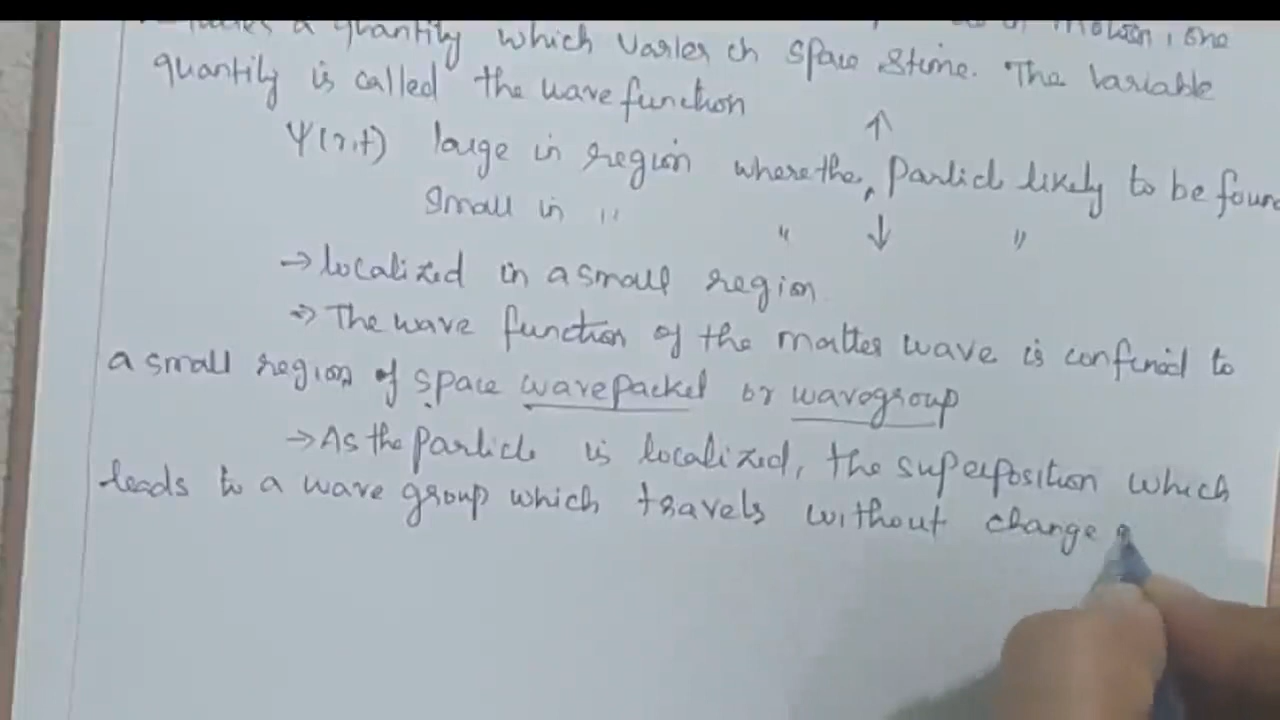 a quantity which varies in space & time. The variable
quantity is called the wave function
Ψ(r,t) large in region where the, particle likely to be found
↑
small in " " ↓ "
→ localized in a small region
→ The wave function of the matter wave is confined to
a small region of space wavepacket or wavegroup
→ As the particle is localized, the superposition which
leads to a wave group which travels without change